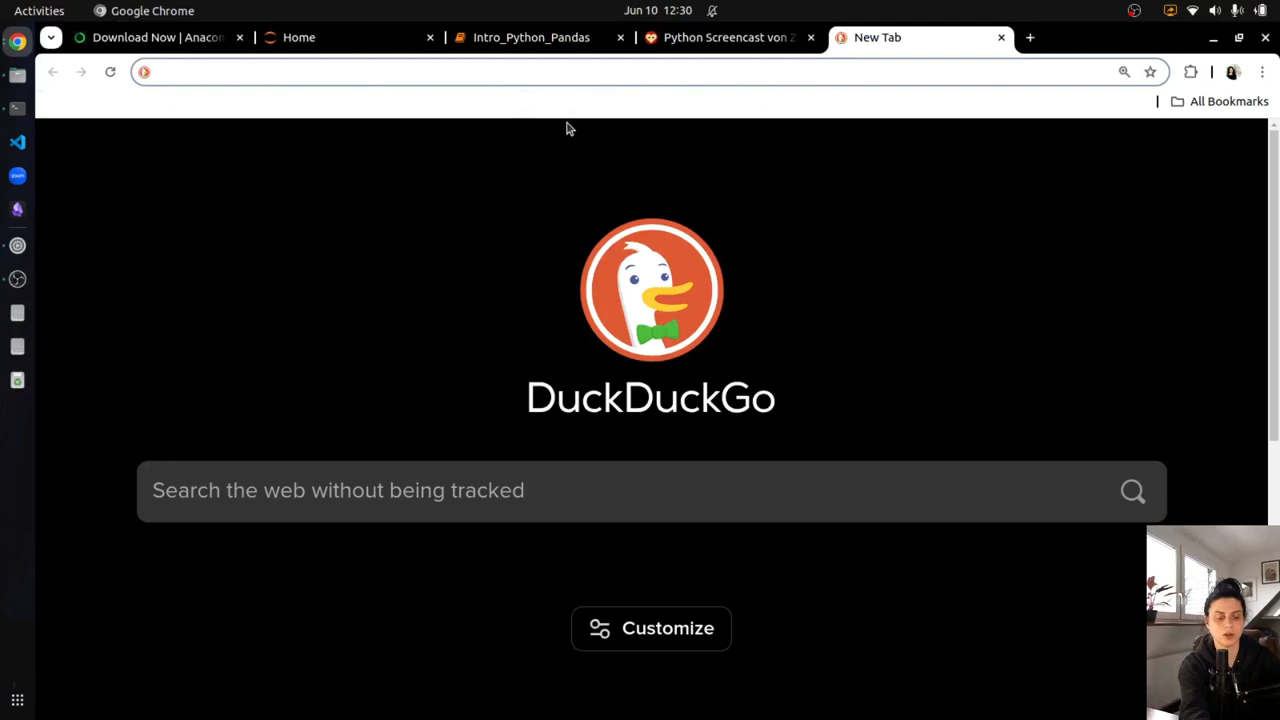 Activities
Google Chrome
Jun 10 12:30
Download Now | Anacon
Home
Intro_Python_Pandas
Python Screencast von Z
New Tab
All Bookmarks
DuckDuckGo
Search the web without being tracked
Customize